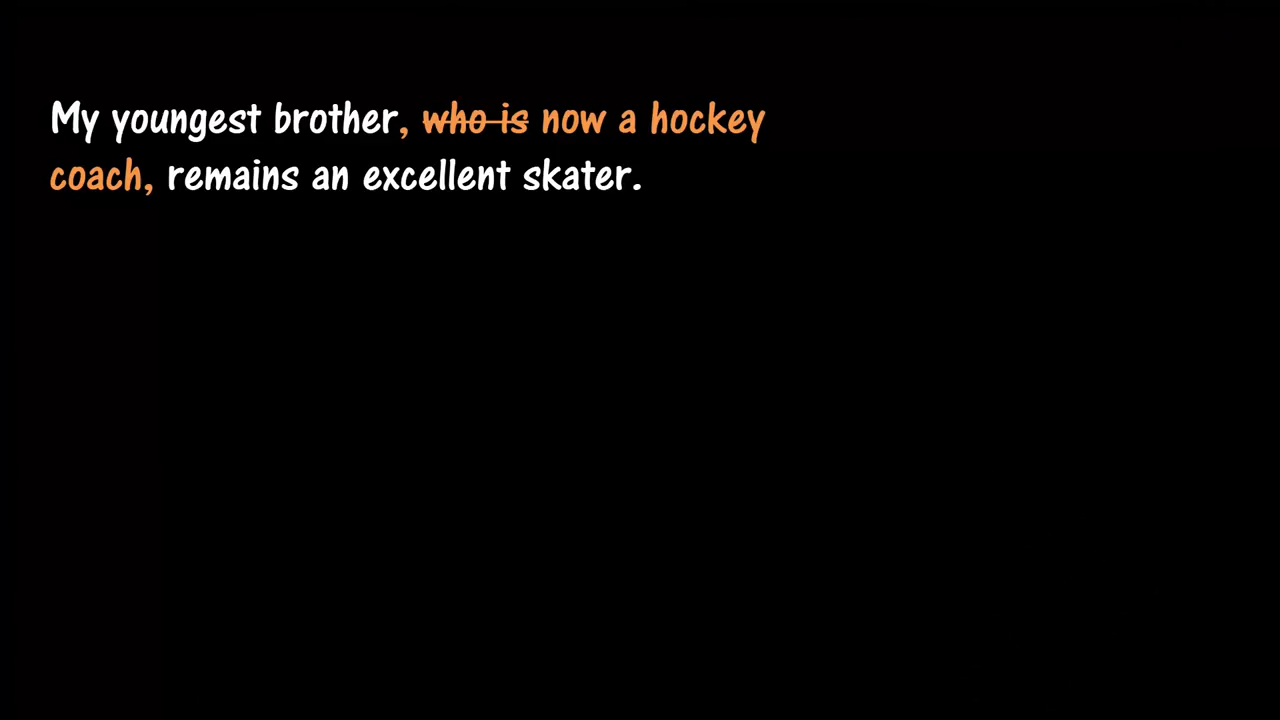 My youngest brother, who is now a hockey
coach, remains an excellent skater.